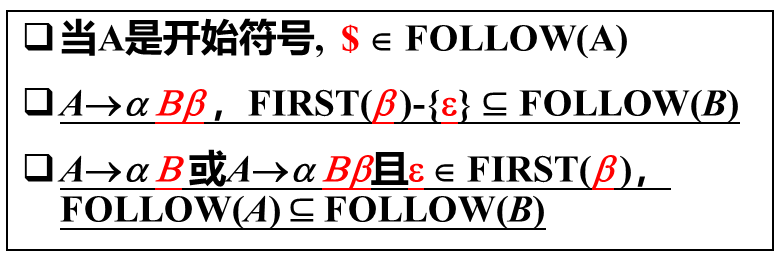 ❑当A是开始符号, $ ∈ FOLLOW(A)
❑A→α Bβ，FIRST(β)-{ε} ⊆ FOLLOW(B)
❑A→α B或A→α Bβ且ε ∈ FIRST(β)，
FOLLOW(A) ⊆ FOLLOW(B)